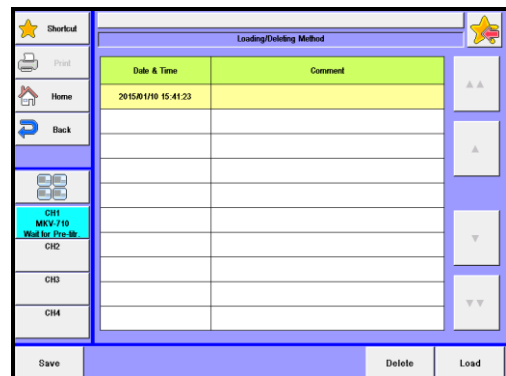 Shortcut
Loading/Deleting Method
Print
Home
Back
Date & Time
Comment
2015/01/10 15:41:23
CH1
MKV-710
Wait for Pre-titr.
CH2
CH3
CH4
Save
Delete
Load